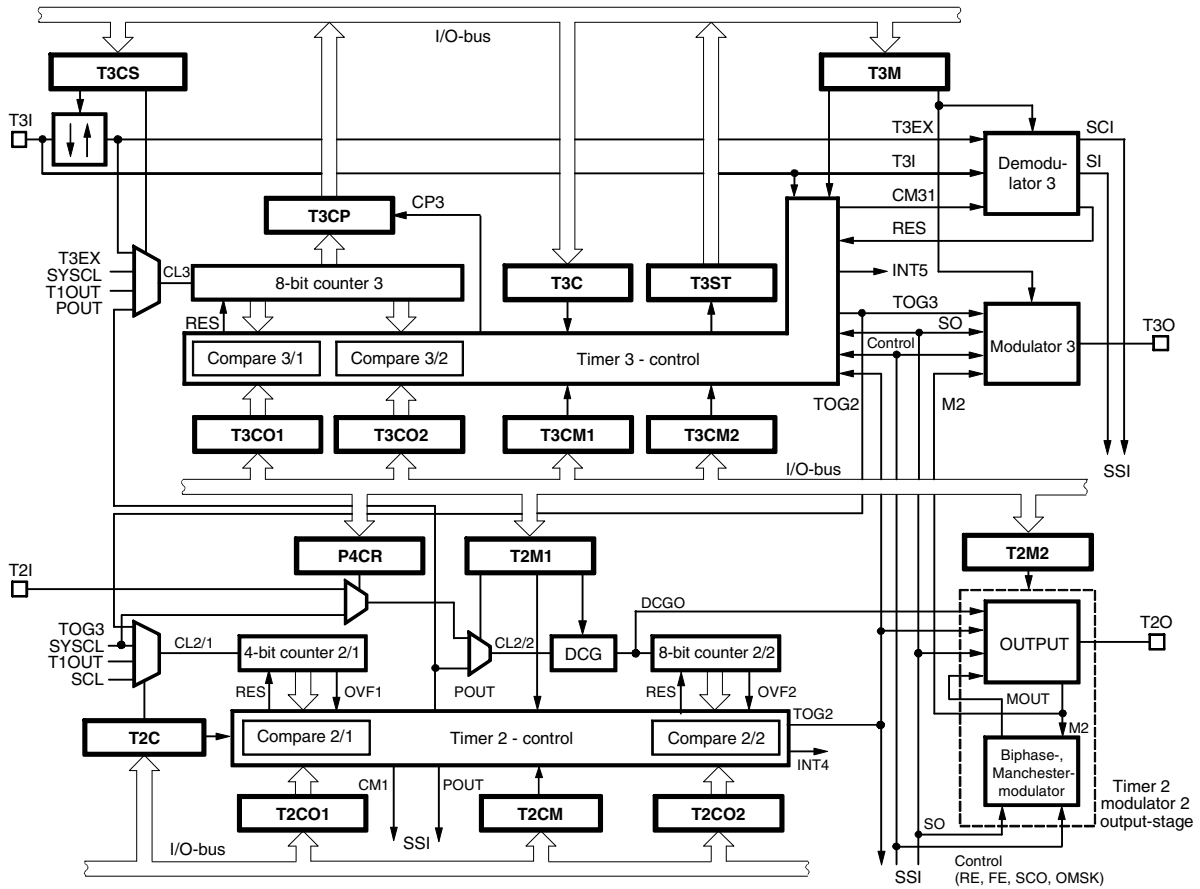 I/O-bus
T3CS
T3M
T3I
T3EX
SCI
T3I
SI
Demodu-
lator 3
CM31
T3CP
CP3
RES
T3EX
SYSCL
T1OUT
POUT
CL3
8-bit counter 3
T3C
T3ST
INT5
RES
TOG3
SO
T3O
Compare 3/1
Compare 3/2
Timer 3 - control
Control
Modulator 3
TOG2
M2
T3CO1
T3CO2
T3CM1
T3CM2
I/O-bus
SSI
P4CR
T2M1
T2M2
T2I
DCGO
TOG3
SYSCL
T1OUT
SCL
CL2/1
4-bit counter 2/1
CL2/2
DCG
8-bit counter 2/2
OUTPUT
T2O
RES
OVF1
POUT
RES
OVF2
MOUT
TOG2
M2
T2C
Compare 2/1
Timer 2 - control
Compare 2/2
INT4
Biphase-,
Manchester-
modulator
CM1
POUT
Timer 2
modulator 2
output-stage
T2CO1
T2CM
T2CO2
SSI
SO
I/O-bus
SSI
Control
(RE, FE, SCO, OMSK)